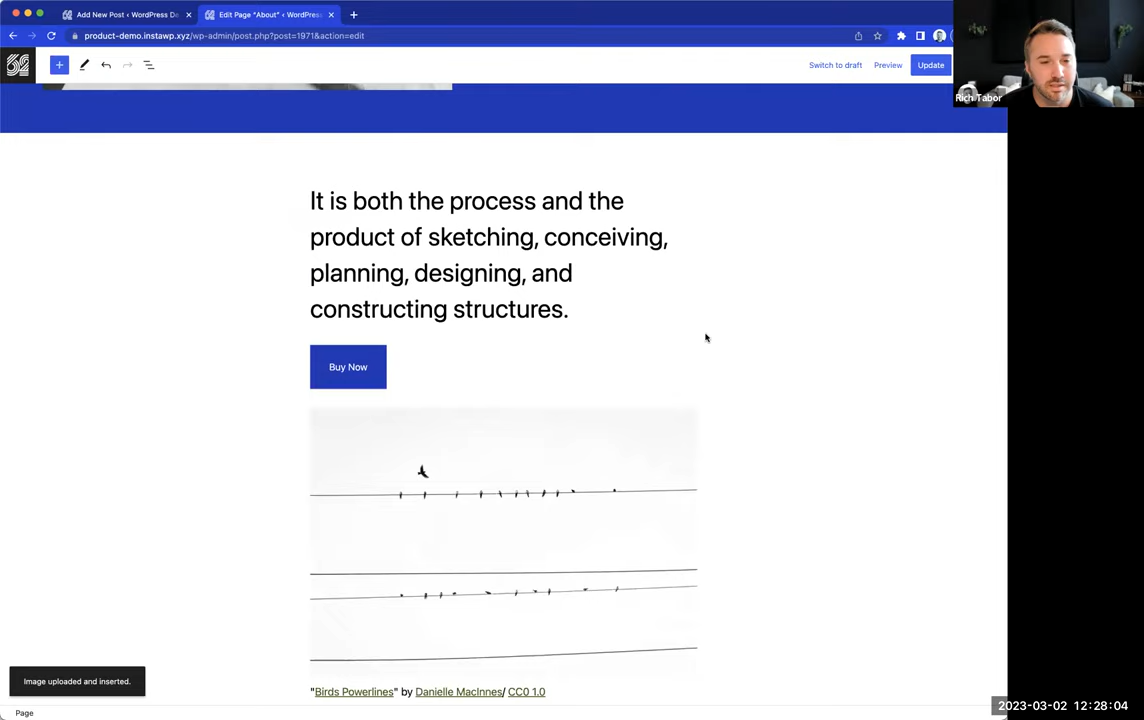 Add New Post ‹ WordPress De
Edit Page "About" ‹ WordPress
product-demo.instawp.xyz/wp-admin/post.php?post=1971&action=edit
Switch to draft
Preview
Update
Rich Tabor
It is both the process and the
product of sketching, conceiving,
planning, designing, and
constructing structures.
Buy Now
Image uploaded and inserted.
"Birds Powerlines" by Danielle MacInnes/ CC0 1.0
2023-03-02 12:28:04
Page